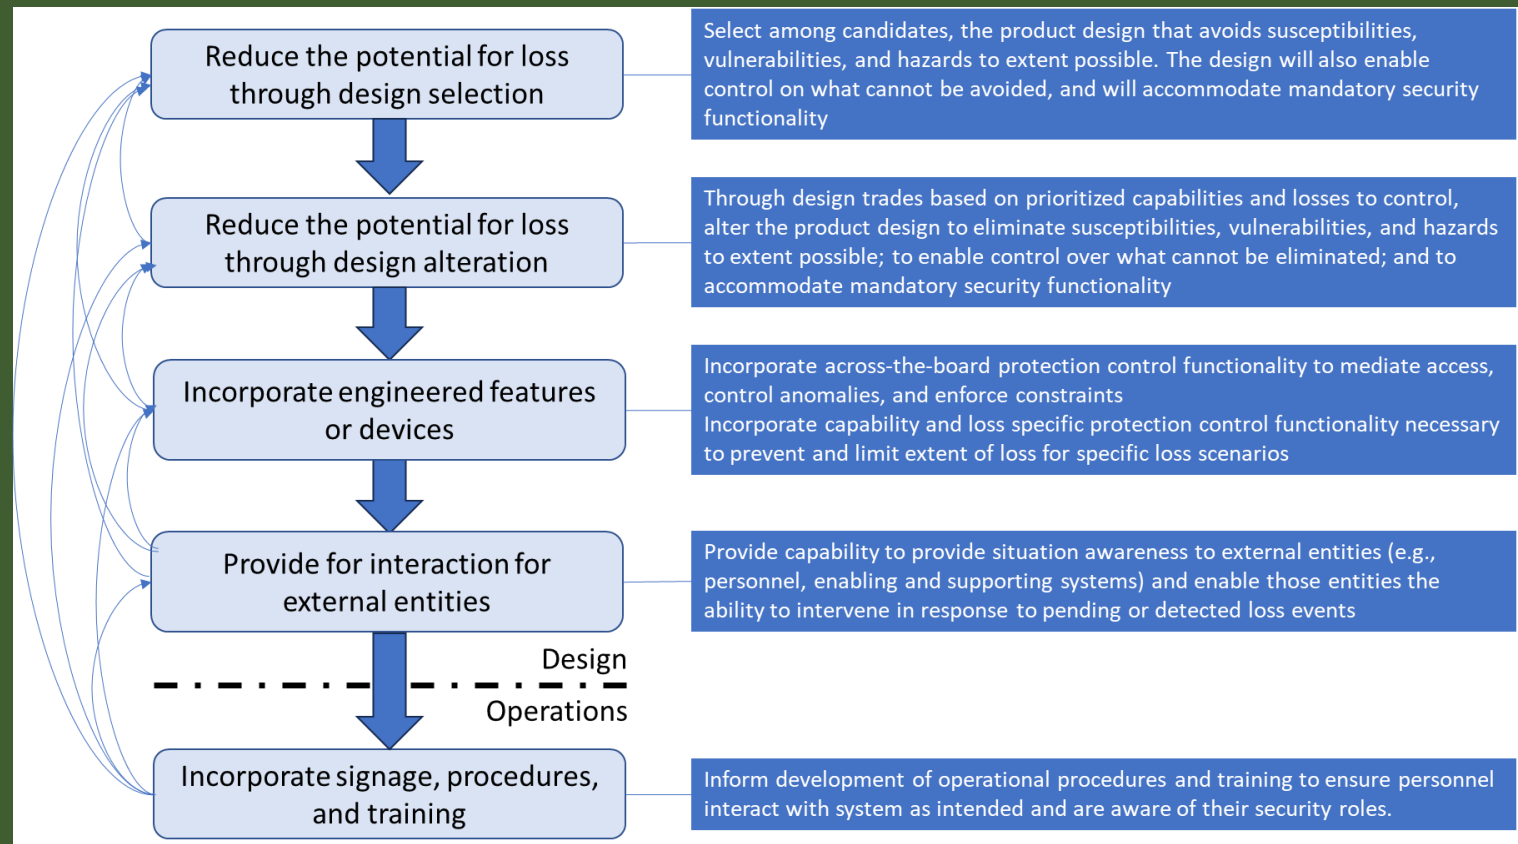 Reduce the potential for loss
through design selection
Select among candidates, the product design that avoids susceptibilities,
vulnerabilities, and hazards to extent possible. The design will also enable
control on what cannot be avoided, and will accommodate mandatory security
functionality
Reduce the potential for loss
through design alteration
Through design trades based on prioritized capabilities and losses to control,
alter the product design to eliminate susceptibilities, vulnerabilities, and hazards
to extent possible; to enable control over what cannot be eliminated; and to
accommodate mandatory security functionality
Incorporate engineered features
or devices
Incorporate across-the-board protection control functionality to mediate access,
control anomalies, and enforce constraints
Incorporate capability and loss specific protection control functionality necessary
to prevent and limit extent of loss for specific loss scenarios
Provide for interaction for
external entities
Provide capability to provide situation awareness to external entities (e.g.,
personnel, enabling and supporting systems) and enable those entities the
ability to intervene in response to pending or detected loss events
Design
Operations
Incorporate signage, procedures,
and training
Inform development of operational procedures and training to ensure personnel
interact with system as intended and are aware of their security roles.